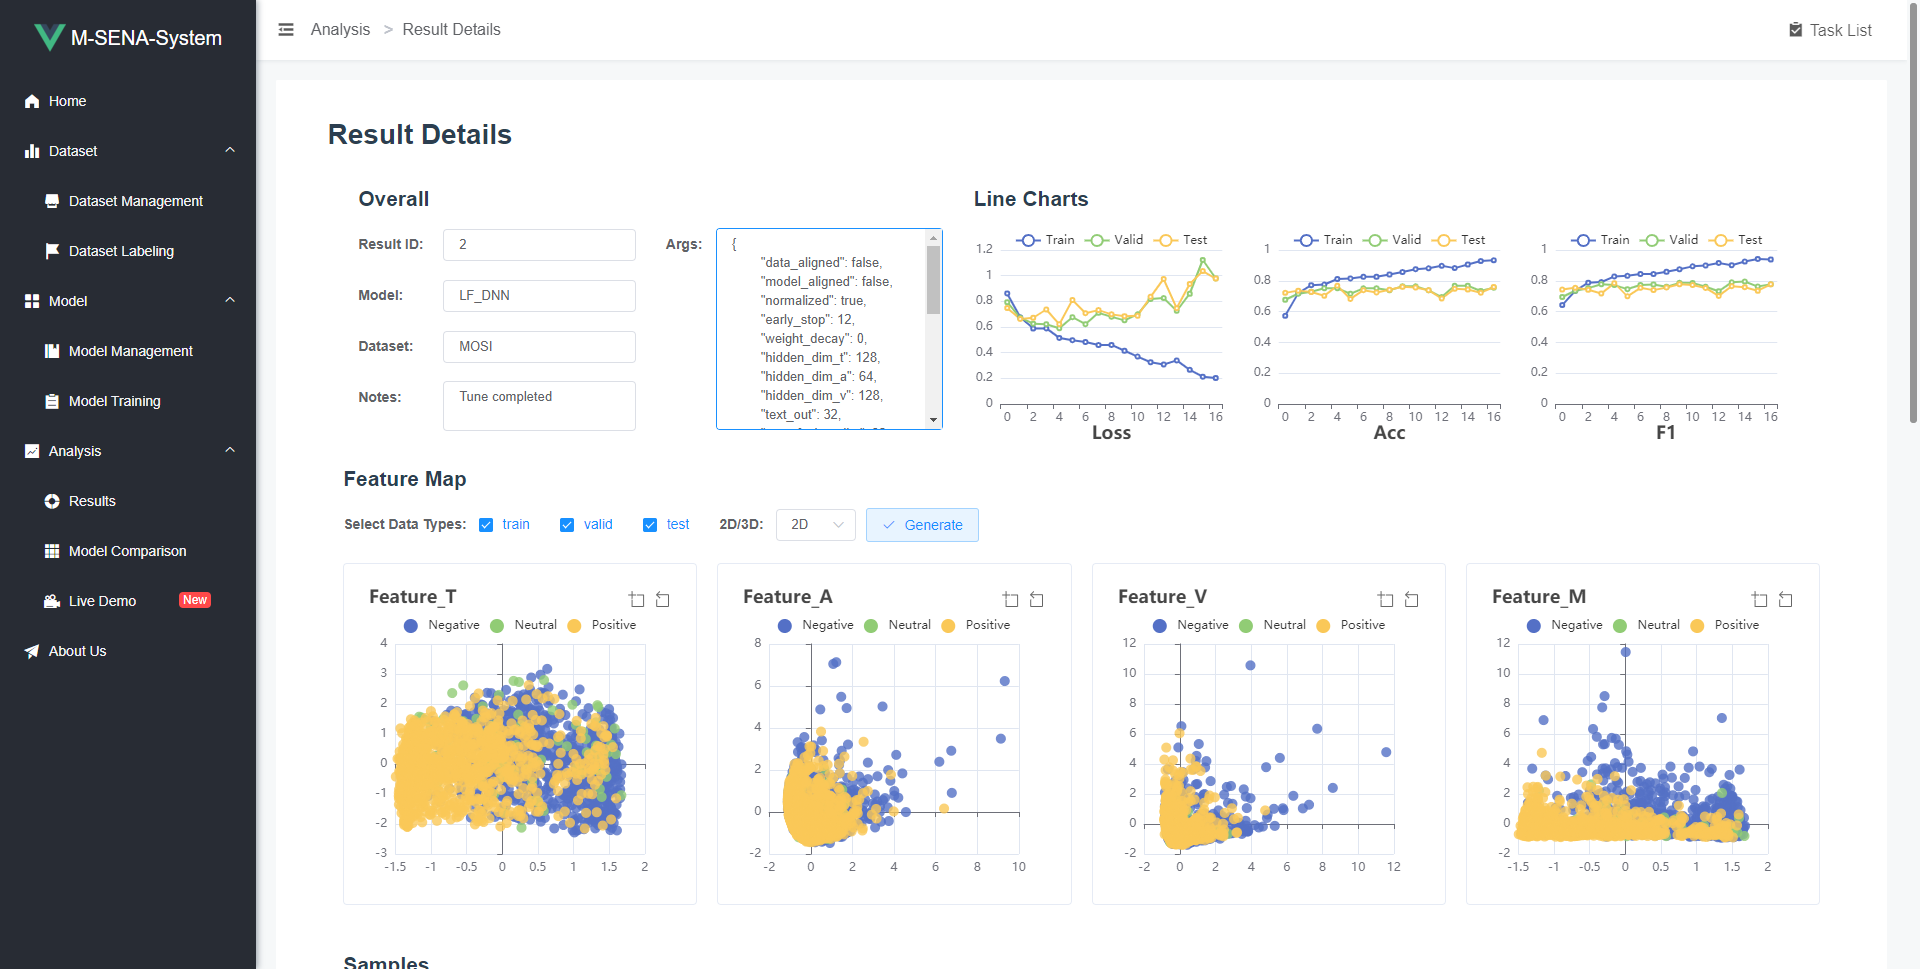 M-SENA-System
Home
Dataset
Dataset Management
Dataset Labeling
Model
Model Management
Model Training
Analysis
Results
Model Comparison
Live Demo New
About Us
Analysis > Result Details
Task List
Result Details
Overall
Result ID: 2
Model: LF_DNN
Dataset: MOSI
Notes: Tune completed
Args: {
"data_aligned": false,
"model_aligned": false,
"normalized": true,
"early_stop": 12,
"weight_decay": 0,
"hidden_dim_t": 128,
"hidden_dim_a": 64,
"hidden_dim_v": 128,
"text_out": 32,
Line Charts
Train Valid Test
1.2
1
0.8
0.6
0.4
0.2
0
0 2 4 6 8 10 12 14 16
Loss
Train Valid Test
1
0.8
0.6
0.4
0.2
0
0 2 4 6 8 10 12 14 16
Acc
Train Valid Test
1
0.8
0.6
0.4
0.2
0
0 2 4 6 8 10 12 14 16
F1
Feature Map
Select Data Types: train valid test 2D/3D: 2D Generate
Feature_T
Negative Neutral Positive
4
3
2
1
0
-1
-2
-3
-1.5 -1 -0.5 0 0.5 1 1.5 2
Feature_A
Negative Neutral Positive
8
6
4
2
0
-2
-2 0 2 4 6 8 10
Feature_V
Negative Neutral Positive
12
10
8
6
4
2
0
-2
-2 0 2 4 6 8 10 12
Feature_M
Negative Neutral Positive
12
10
8
6
4
2
0
-2
-1.5 -1 -0.5 0 0.5 1 1.5 2
Samples